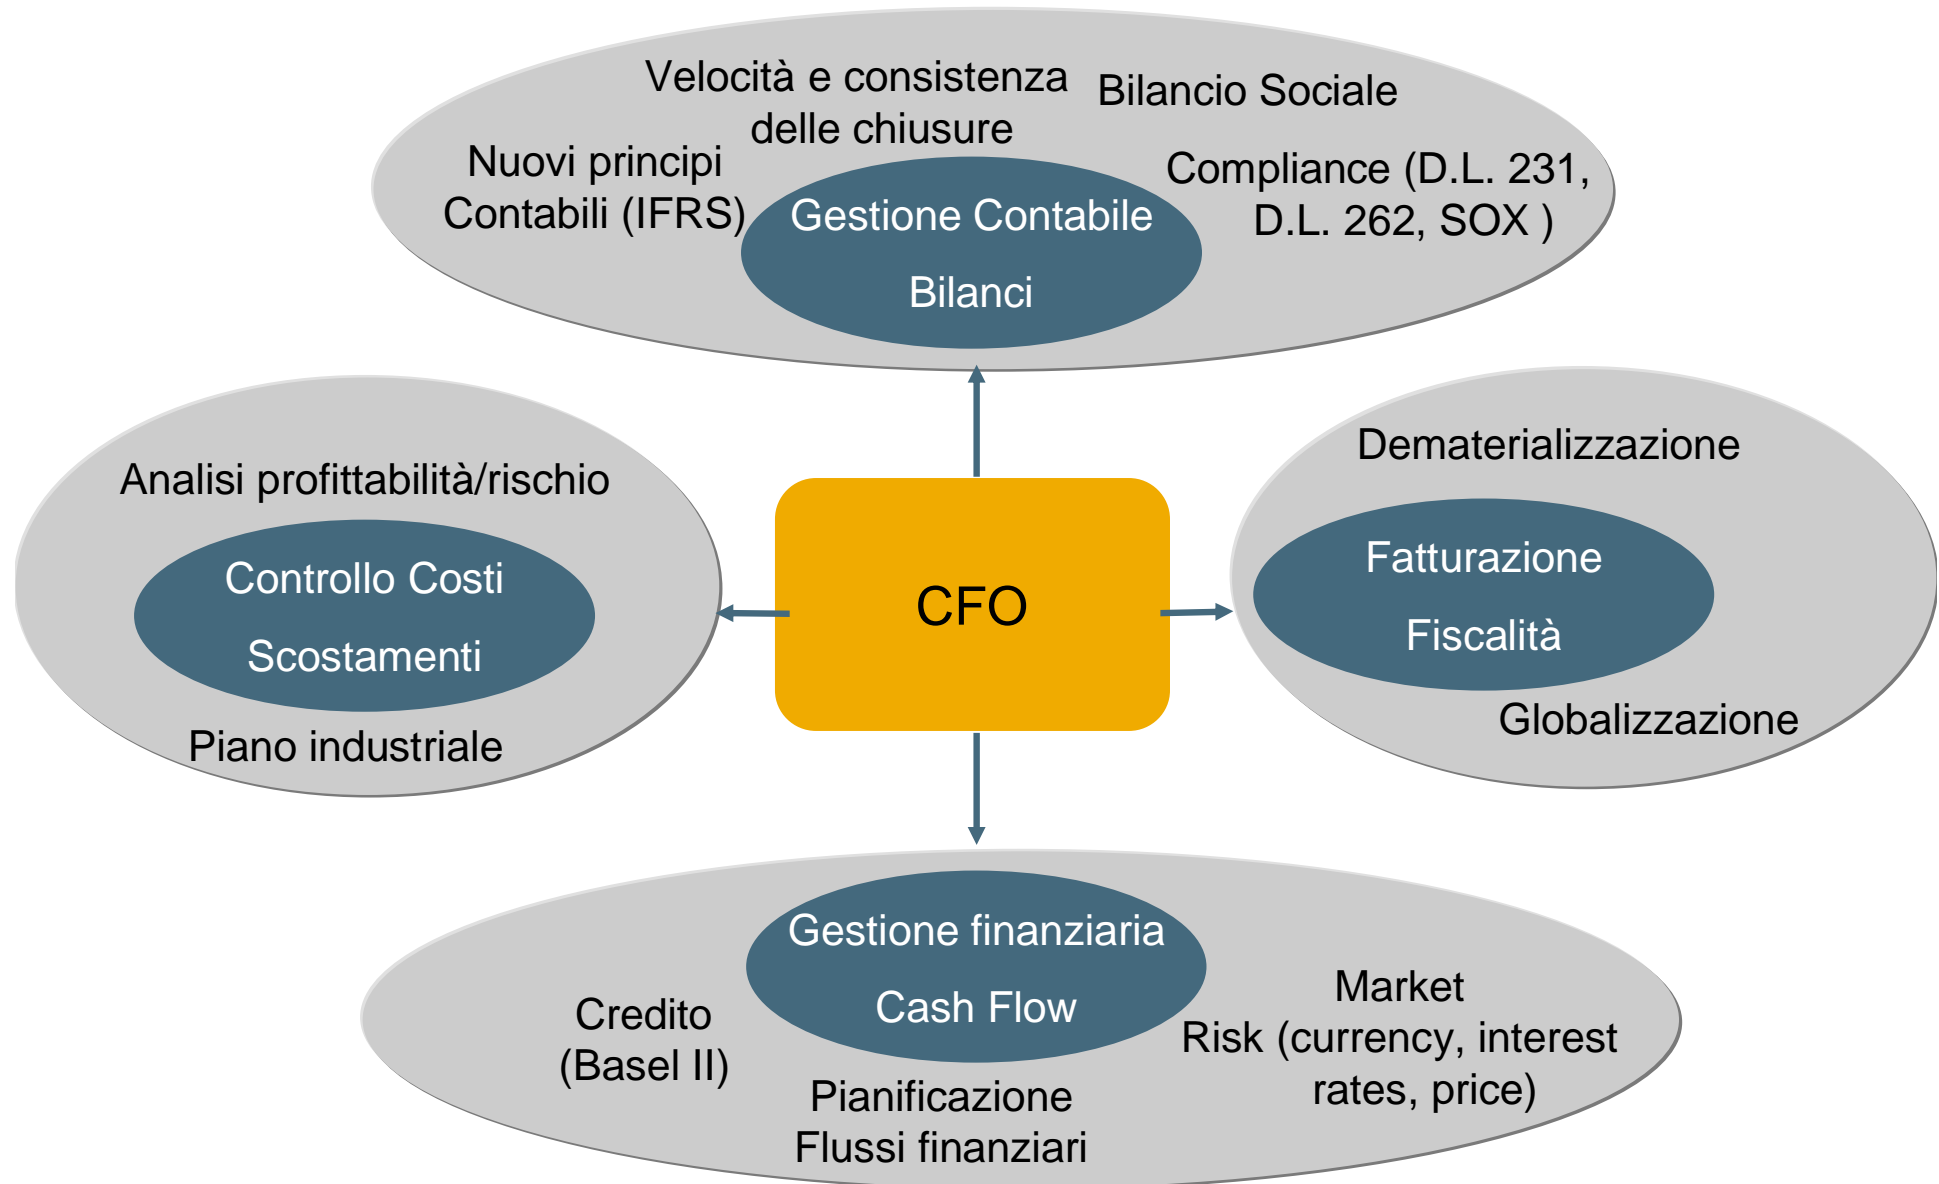 Velocità e consistenza
delle chiusure
Bilancio Sociale
Nuovi principi
Contabili (IFRS)
Compliance (D.L. 231,
D.L. 262, SOX )
Gestione Contabile
Bilanci
Analisi profittabilità/rischio
Controllo Costi
Scostamenti
Piano industriale
CFO
Dematerializzazione
Fatturazione
Fiscalità
Globalizzazione
Gestione finanziaria
Cash Flow
Credito
(Basel II)
Pianificazione
Flussi finanziari
Market
Risk (currency, interest
rates, price)